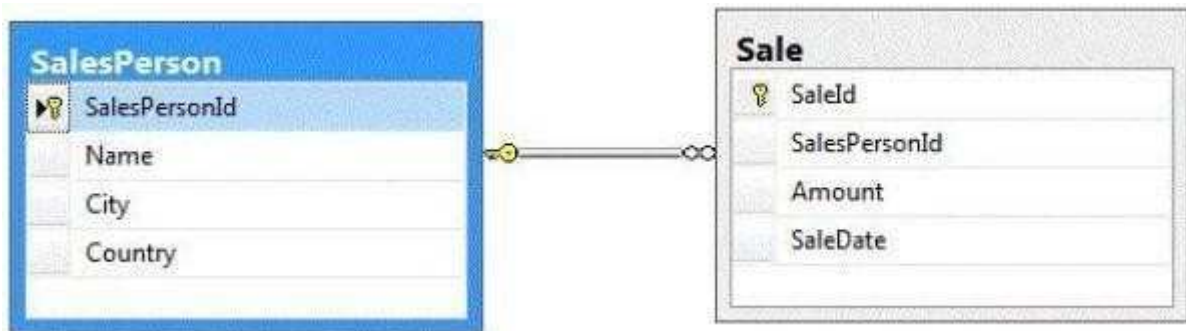 SalesPerson
SalesPersonId
Name
City
Country
Sale
SaleId
SalesPersonId
Amount
SaleDate